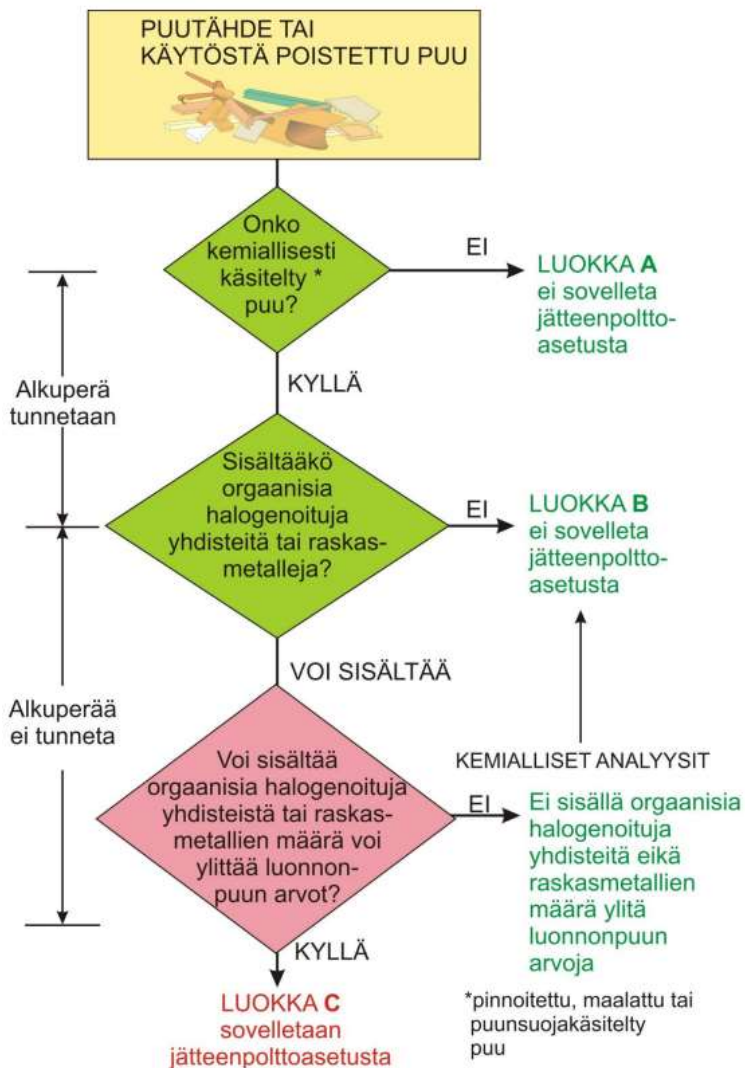 PUUTÄHDE TAI
KÄYTÖSTÄ POISTETTU PUU
Onko
kemiallisesti
käsitelty *
puu?
EI
LUOKKA A
ei sovelleta
jätteenpoltto-
asetusta
KYLLÄ
Alkuperä
tunnetaan
Sisältääkö
orgaanisia
halogenoituja
yhdisteitä tai raskas-
metalleja?
EI
LUOKKA B
ei sovelleta
jätteenpoltto-
asetusta
VOI SISÄLTÄÄ
Alkuperää
ei tunneta
Voi sisältää
orgaanisia halogenoituja
yhdisteistä tai raskas-
metallien määrä voi
ylittää luonnon-
puun arvot?
EI
KEMIALLISET ANALYYSIT
Ei sisällä orgaanisia
halogenoituja
yhdisteitä eikä
raskasmetallien
määrä ylitä
luonnonpuun
arvoja
KYLLÄ
LUOKKA C
sovelletaan
jätteenpolttoasetusta
*pinnoitettu, maalattu tai
puunsuojakäsitelty
puu